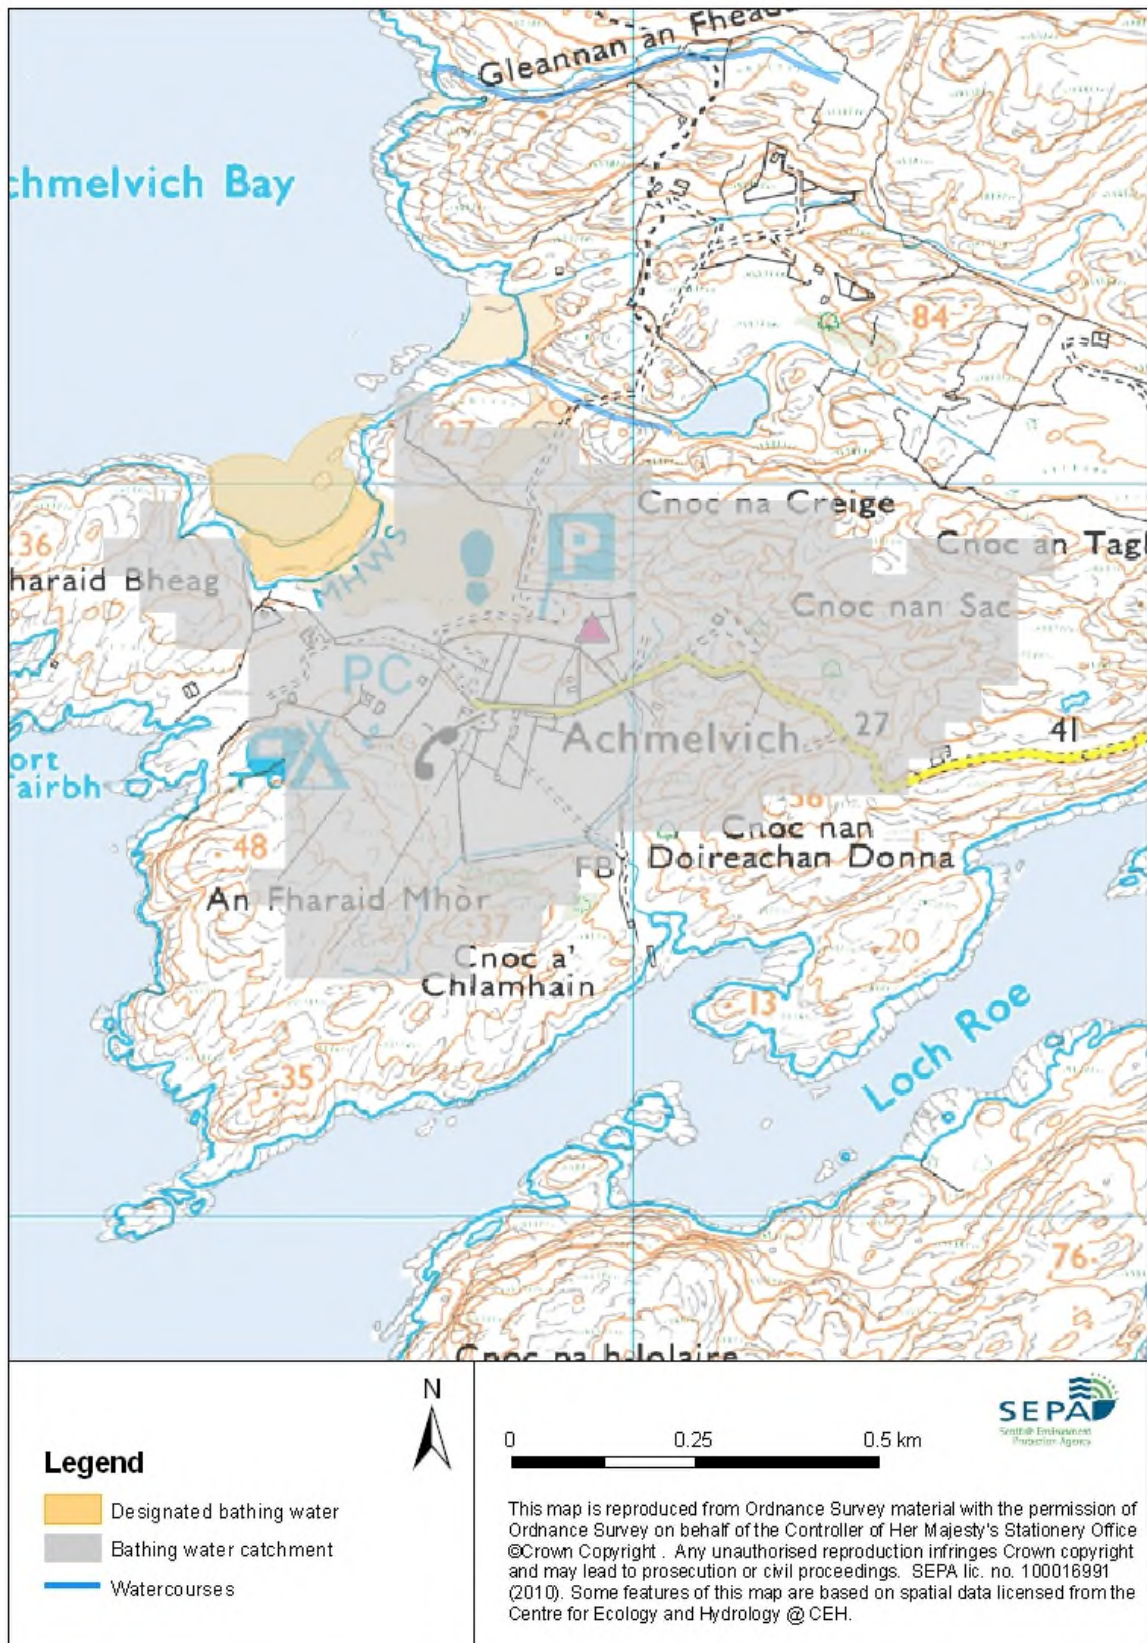 Gleannan an Fheadd
chmelvich Bay
84
27
Cnoc na Creige
Cnoc an Tagh
36
haraid Bheag
MHWS
P
Cnoc nan Sac
PC
27
Achmelvich
41
ort
airbh
56
Cnoc nan
Doireachan Donna
48
FB
An Fharaid Mhòr
37
20
Cnoc a'
Chlamhain
13
Loch Roe
35
76
Cnoc na h-Iolaire
N
Legend
Designated bathing water
Bathing water catchment
Watercourses
0 0.25 0.5 km
SEPA
Scottish Environment
Protection Agency
This map is reproduced from Ordnance Survey material with the permission of
Ordnance Survey on behalf of the Controller of Her Majesty's Stationery Office
©Crown Copyright . Any unauthorised reproduction infringes Crown copyright
and may lead to prosecution or civil proceedings. SEPA lic. no. 100016991
(2010). Some features of this map are based on spatial data licensed from the
Centre for Ecology and Hydrology @ CEH.